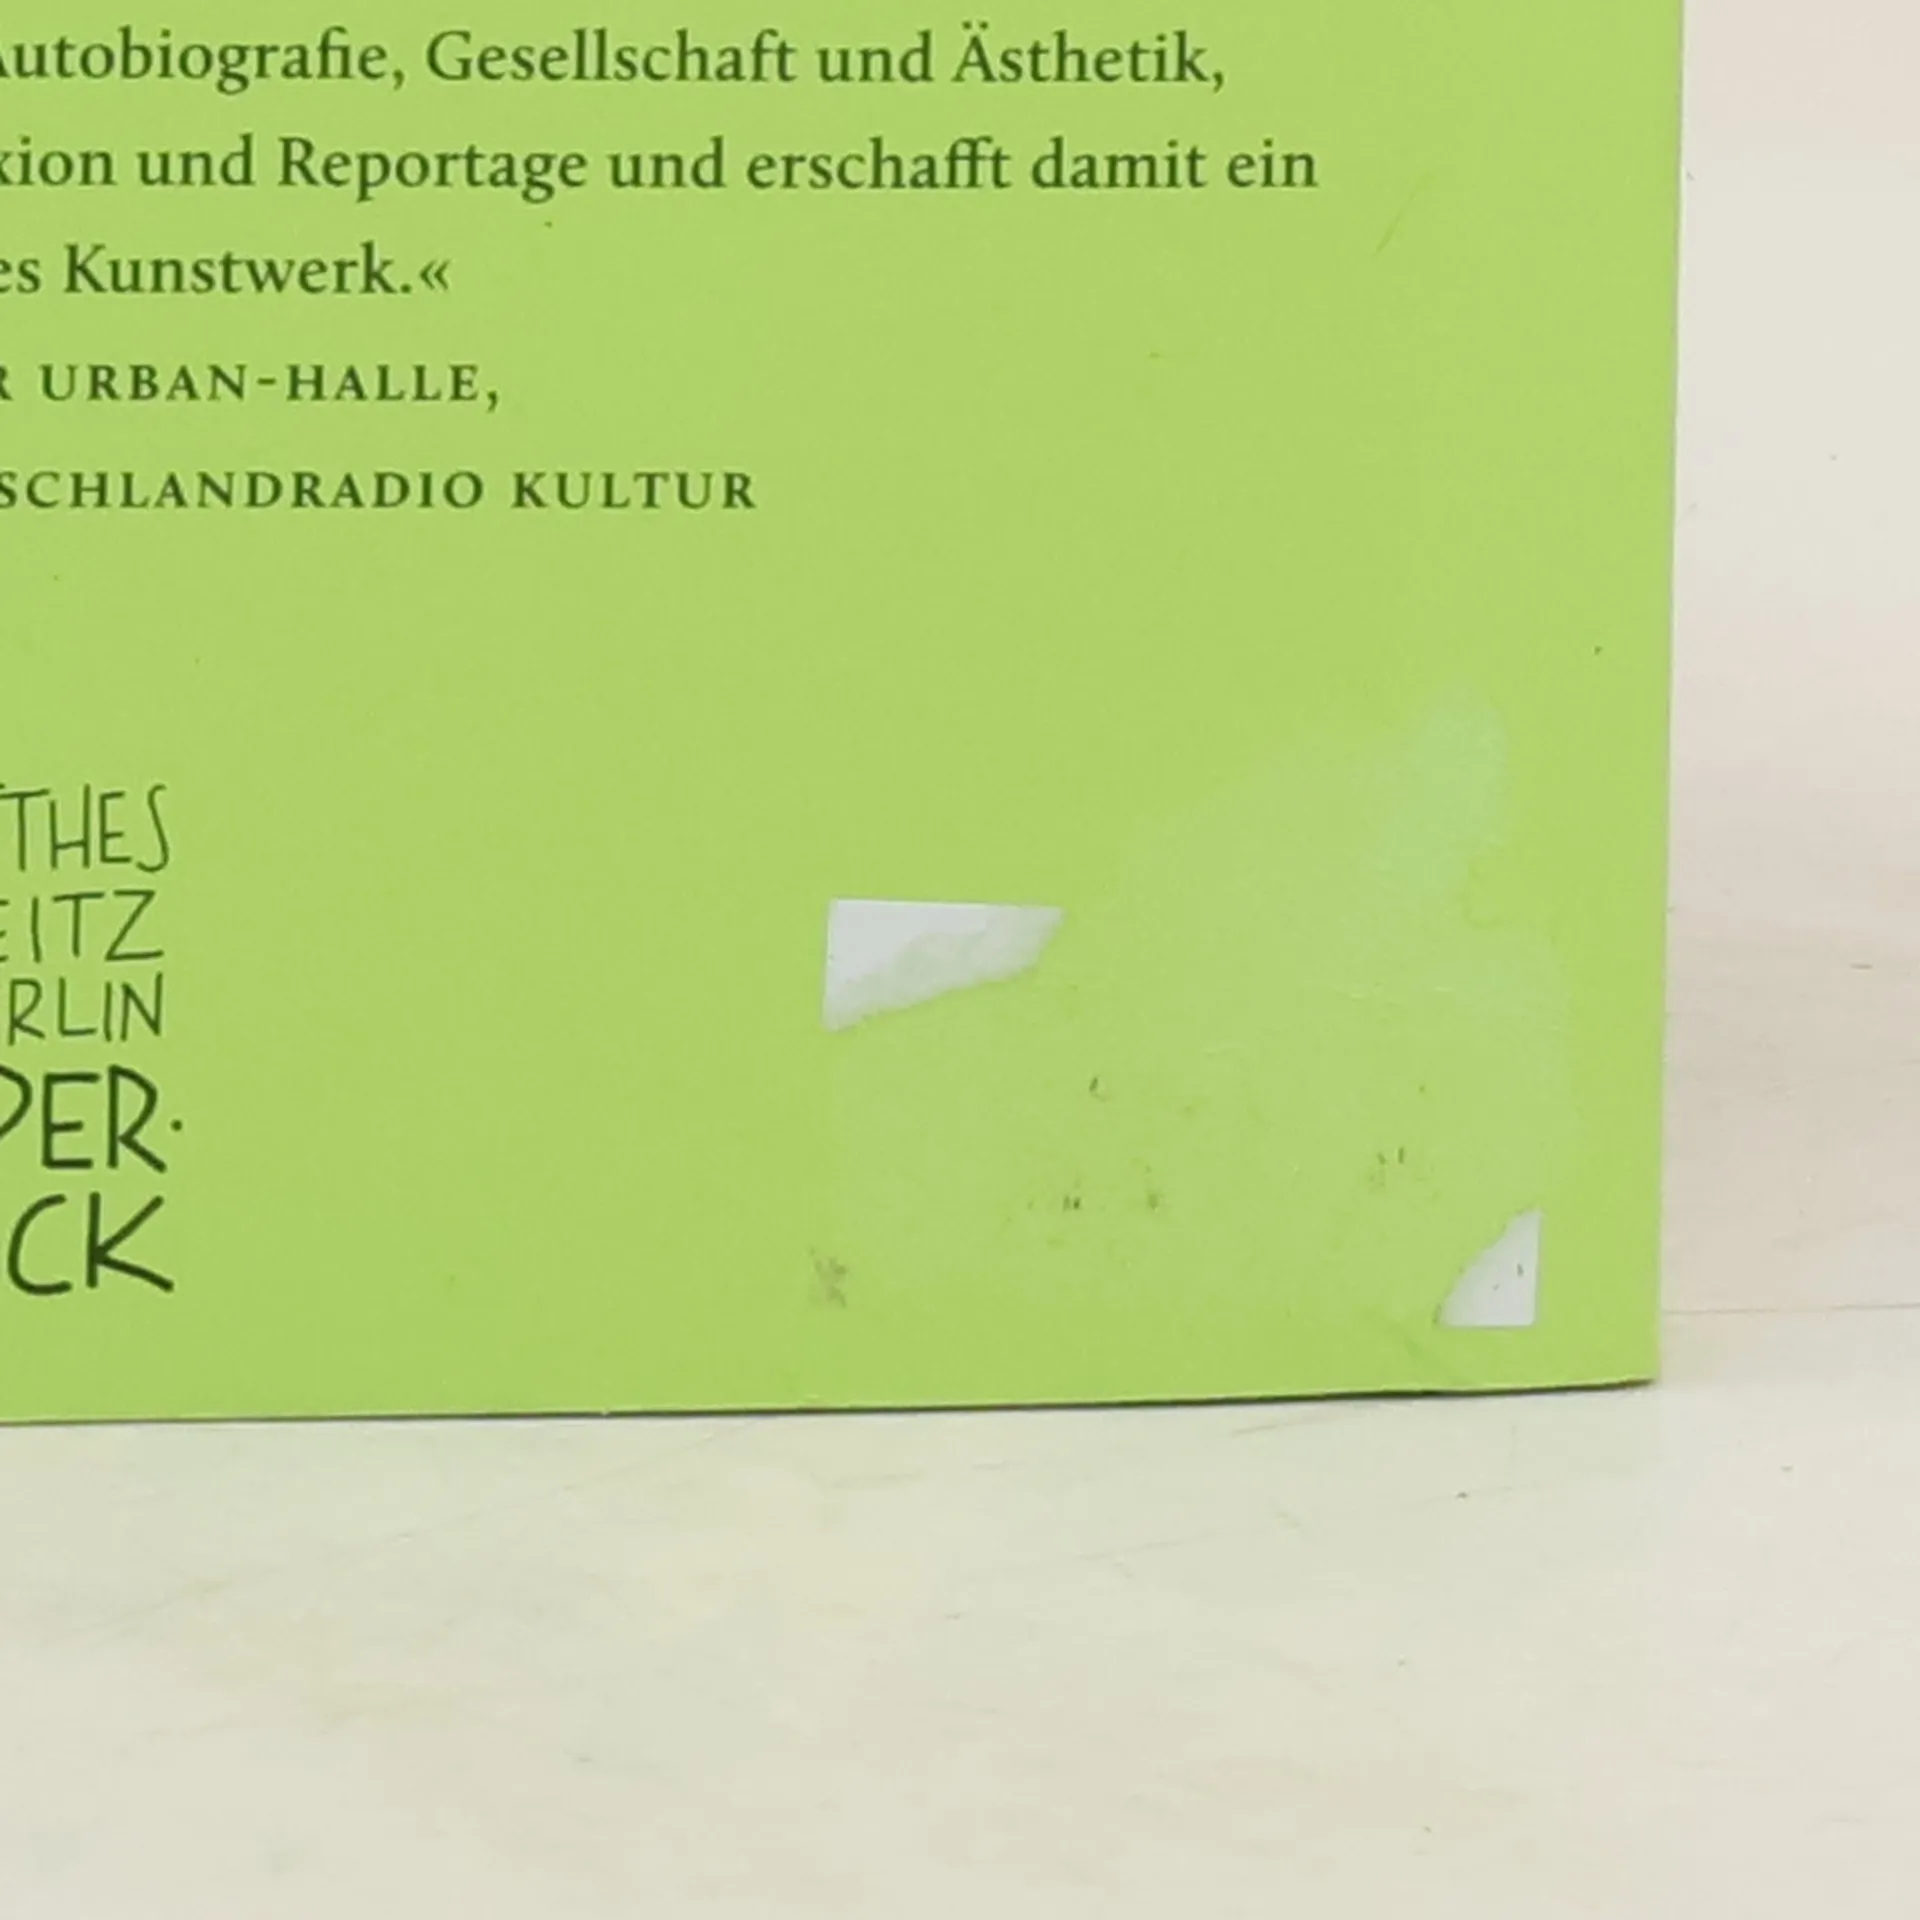 Autobiografie, Gesellschaft und Ästhetik,
xion und Reportage und erschafft damit ein
es Kunstwerk.«
R URBAN-HALLE,
SCHLANDRADIO KULTUR
THES
EITZ
RLIN
PER·
CK